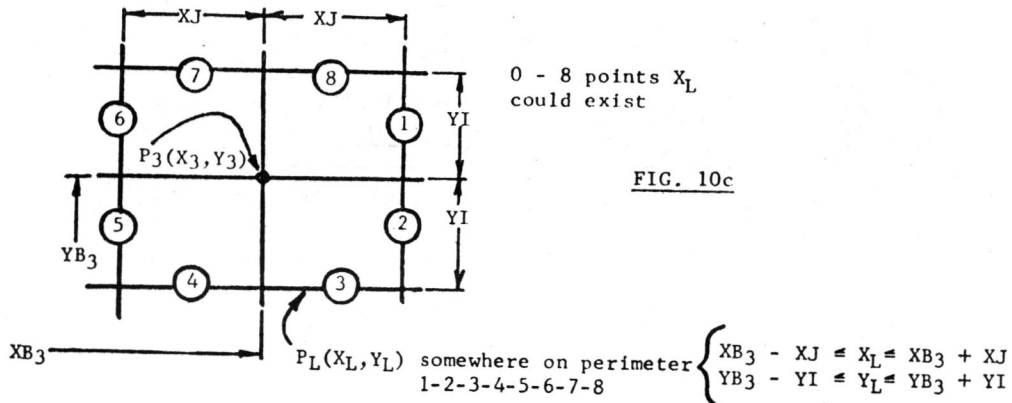 XJ XJ
7 8
0 - 8 points X_L
could exist
6 1
YI
P_3(X_3,Y_3)
FIG. 10c
5 2
YI
YB_3
4 3
XB_3
P_L(X_L,Y_L) somewhere on perimeter
1-2-3-4-5-6-7-8
XB_3 - XJ ≤ X_L ≤ XB_3 + XJ
YB_3 - YI ≤ Y_L ≤ YB_3 + YI